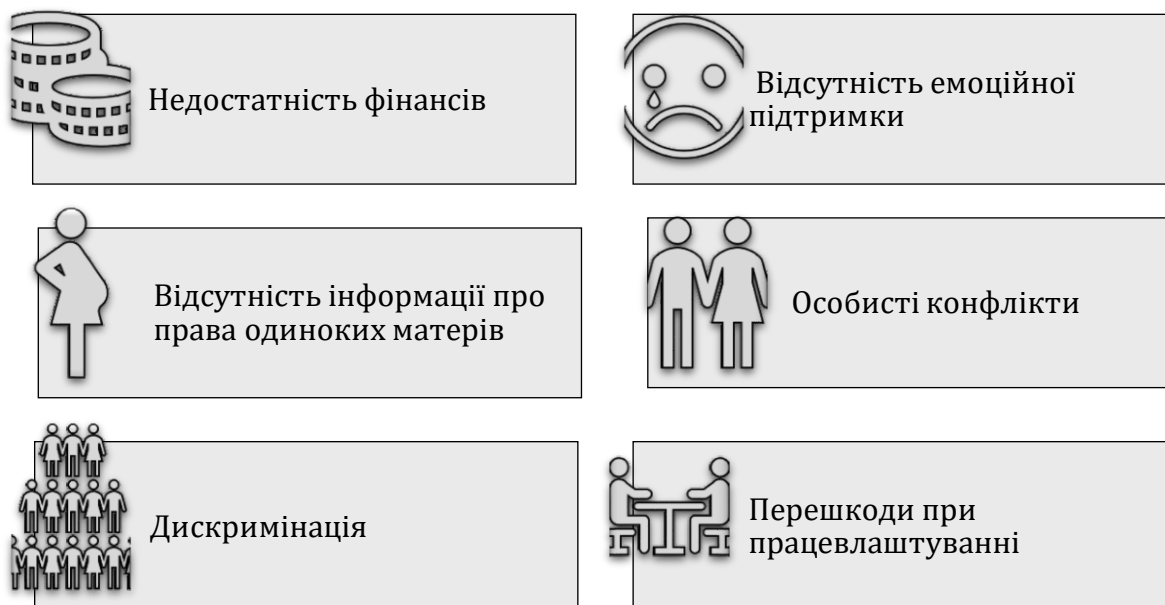 Недостатність фінансів
Відсутність емоційної
підтримки
Відсутність інформації про
права одиноких матерів
Особисті конфлікти
Дискримінація
Перешкоди при
працевлаштуванні